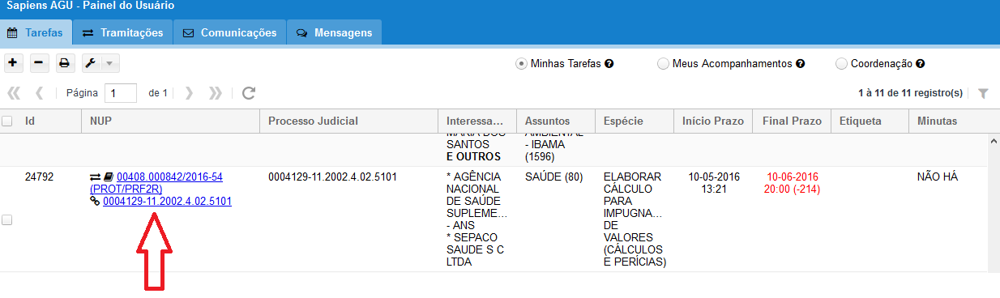 Sapiens AGU - Painel do Usuário
Tarefas Tramitações Comunicações Mensagens
Minhas Tarefas Meus Acompanhamentos Coordenação
Página 1 de 1 1 à 11 de 11 registro(s)
Id NUP Processo Judicial Interessa... Assuntos Espécie Início Prazo Final Prazo Etiqueta Minutas
MARIA DOS
SANTOS
E OUTROS
AMBIENTAL
- IBAMA
(1596)
24792
00408.000842/2016-54
(PROT/PRF2R)
0004129-11.2002.4.02.5101
0004129-11.2002.4.02.5101
* AGÊNCIA
NACIONAL
DE SAÚDE
SUPLEME...
- ANS
* SEPACO
SAUDE S C
LTDA
SAÚDE (80)
ELABORAR
CÁLCULO
PARA
IMPUGNA...
DE
VALORES
(CÁLCULOS
E PERÍCIAS)
10-05-2016
13:21
10-06-2016
20:00 (-214)
NÃO HÁ